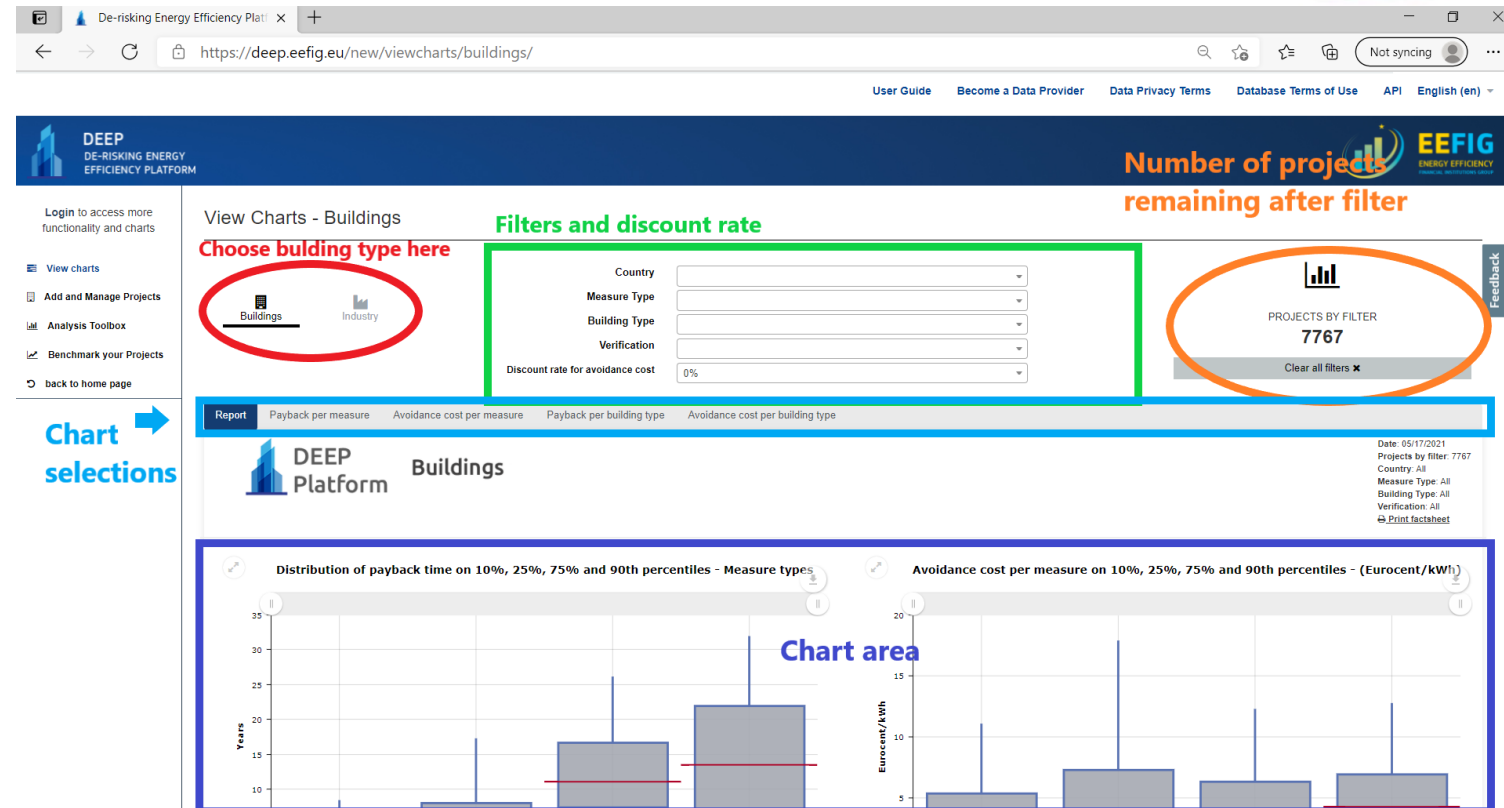 De-risking Energy Efficiency Plat
https://deep.eefig.eu/new/viewcharts/buildings/
Not syncing
User Guide Become a Data Provider Data Privacy Terms Database Terms of Use API English (en)
DEEP
DE-RISKING ENERGY
EFFICIENCY PLATFORM
EEFIG
ENERGY EFFICIENCY
FINANCIAL INSTITUTIONS GROUP
Number of projects
remaining after filter
Login to access more
functionality and charts
View charts
Add and Manage Projects
Analysis Toolbox
Benchmark your Projects
back to home page
View Charts - Buildings
Choose bulding type here
Buildings Industry
Filters and discount rate
Country
Measure Type
Building Type
Verification
Discount rate for avoidance cost 0%
PROJECTS BY FILTER
7767
Clear all filters ×
Feedback
Chart
selections
Report Payback per measure Avoidance cost per measure Payback per building type Avoidance cost per building type
DEEP
Platform
Buildings
Date: 05/17/2021
Projects by filter: 7767
Country: All
Measure Type: All
Building Type: All
Verification: All
Print factsheet
Distribution of payback time on 10%, 25%, 75% and 90th percentiles - Measure types
35
30
25
20
15
10
Years
Chart area
Avoidance cost per measure on 10%, 25%, 75% and 90th percentiles - (Eurocent/kWh)
20
15
10
5
Eurocent/kWh